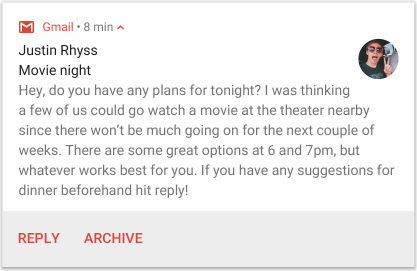 Gmail • 8 min
Justin Rhyss
Movie night
Hey, do you have any plans for tonight? I was thinking
a few of us could go watch a movie at the theater nearby
since there won't be much going on for the next couple of
weeks. There are some great options at 6 and 7pm, but
whatever works best for you. If you have any suggestions for
dinner beforehand hit reply!
REPLY ARCHIVE